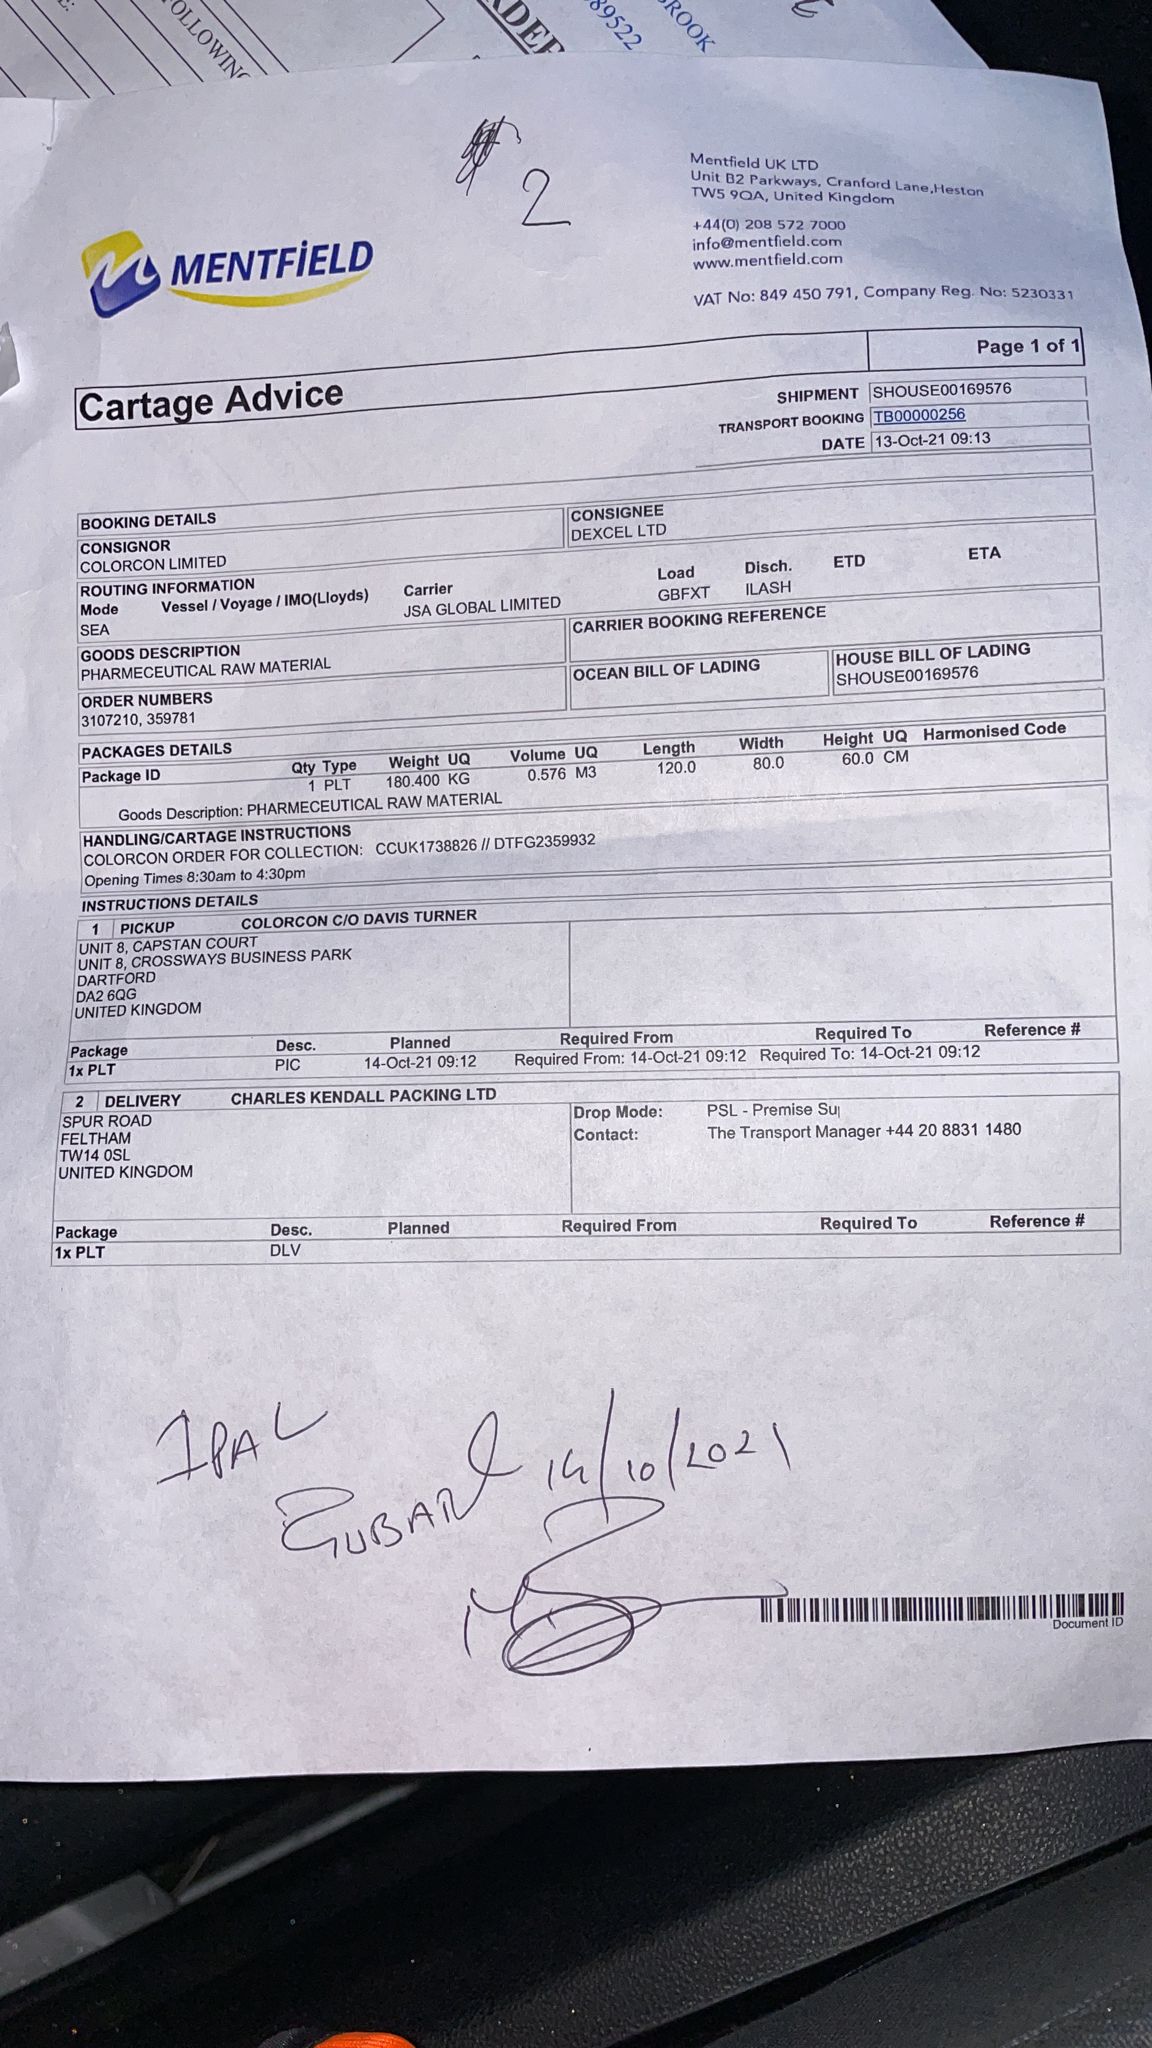 OLLOWING
89522
ROOK
2
MENTFiELD
Mentfield UK LTD
Unit B2 Parkways, Cranford Lane,Heston
TW5 9QA, United Kingdom
+44(0) 208 572 7000
info@mentfield.com
www.mentfield.com
VAT No: 849 450 791, Company Reg. No: 5230331
Page 1 of 1
Cartage Advice
SHIPMENT SHOUSE00169576
TRANSPORT BOOKING TB00000256
DATE 13-Oct-21 09:13
BOOKING DETAILS
CONSIGNOR
COLORCON LIMITED
CONSIGNEE
DEXCEL LTD
ROUTING INFORMATION
Mode Vessel / Voyage / IMO(Lloyds) Carrier Load Disch. ETD ETA
SEA JSA GLOBAL LIMITED GBFXT ILASH
GOODS DESCRIPTION
PHARMECEUTICAL RAW MATERIAL
CARRIER BOOKING REFERENCE
ORDER NUMBERS
3107210, 359781
OCEAN BILL OF LADING
HOUSE BILL OF LADING
SHOUSE00169576
PACKAGES DETAILS
Package ID Qty Type Weight UQ Volume UQ Length Width Height UQ Harmonised Code
1 PLT 180.400 KG 0.576 M3 120.0 80.0 60.0 CM
Goods Description: PHARMECEUTICAL RAW MATERIAL
HANDLING/CARTAGE INSTRUCTIONS
COLORCON ORDER FOR COLLECTION: CCUK1738826 // DTFG2359932
Opening Times 8:30am to 4:30pm
INSTRUCTIONS DETAILS
1 PICKUP COLORCON C/O DAVIS TURNER
UNIT 8, CAPSTAN COURT
UNIT 8, CROSSWAYS BUSINESS PARK
DARTFORD
DA2 6QG
UNITED KINGDOM
Package Desc. Planned Required From Required To Reference #
1x PLT PIC 14-Oct-21 09:12 Required From: 14-Oct-21 09:12 Required To: 14-Oct-21 09:12
2 DELIVERY CHARLES KENDALL PACKING LTD
SPUR ROAD
FELTHAM
TW14 0SL
UNITED KINGDOM
Drop Mode: PSL - Premise Su
Contact: The Transport Manager +44 20 8831 1480
Package Desc. Planned Required From Required To Reference #
1x PLT DLV
1PAL
14/10/2021
Document ID